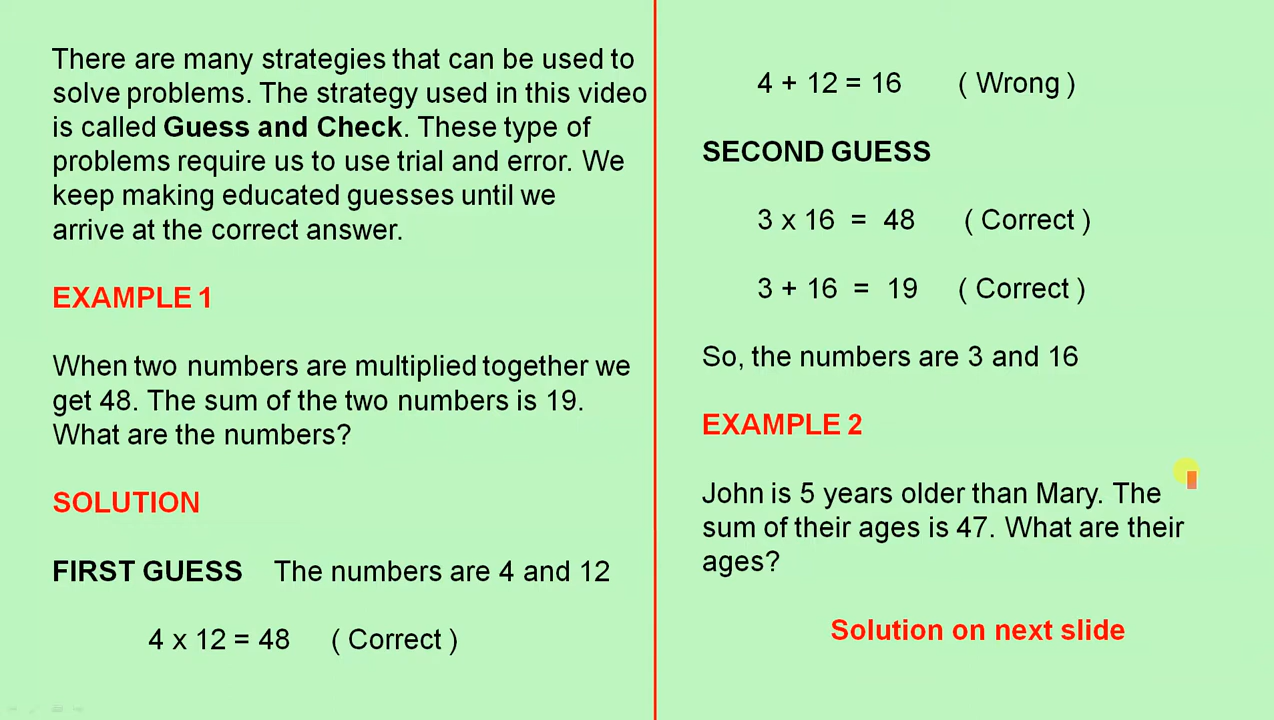 There are many strategies that can be used to
solve problems. The strategy used in this video
is called Guess and Check. These type of
problems require us to use trial and error. We
keep making educated guesses until we
arrive at the correct answer.
EXAMPLE 1
When two numbers are multiplied together we
get 48. The sum of the two numbers is 19.
What are the numbers?
SOLUTION
FIRST GUESS The numbers are 4 and 12
4 x 12 = 48 ( Correct )
4 + 12 = 16 ( Wrong )
SECOND GUESS
3 x 16 = 48 ( Correct )
3 + 16 = 19 ( Correct )
So, the numbers are 3 and 16
EXAMPLE 2
John is 5 years older than Mary. The
sum of their ages is 47. What are their
ages?
Solution on next slide